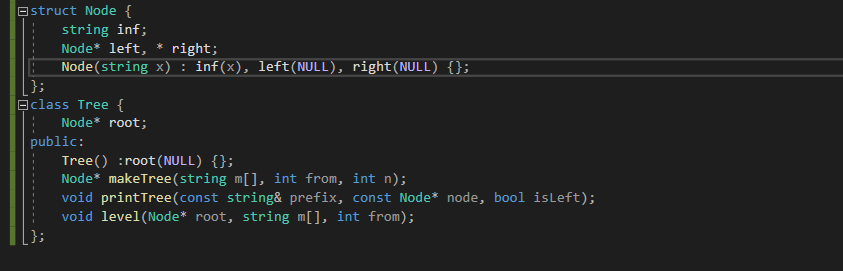 struct Node {
string inf;
Node* left, * right;
Node(string x) : inf(x), left(NULL), right(NULL) {};
};
class Tree {
Node* root;
public:
Tree() :root(NULL) {};
Node* makeTree(string m[], int from, int n);
void printTree(const string& prefix, const Node* node, bool isLeft);
void level(Node* root, string m[], int from);
};